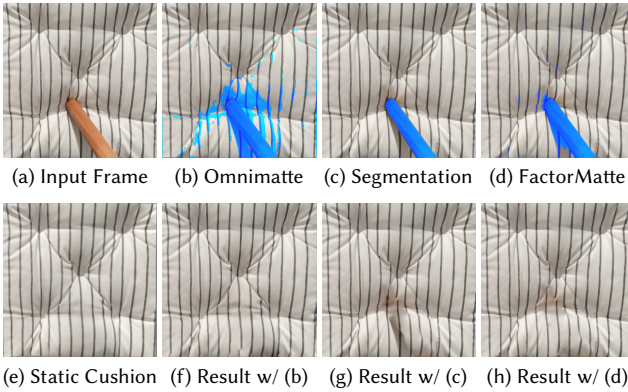 (a) Input Frame (b) Omnimatte (c) Segmentation (d) FactorMatte
(e) Static Cushion (f) Result w/ (b) (g) Result w/ (c) (h) Result w/ (d)